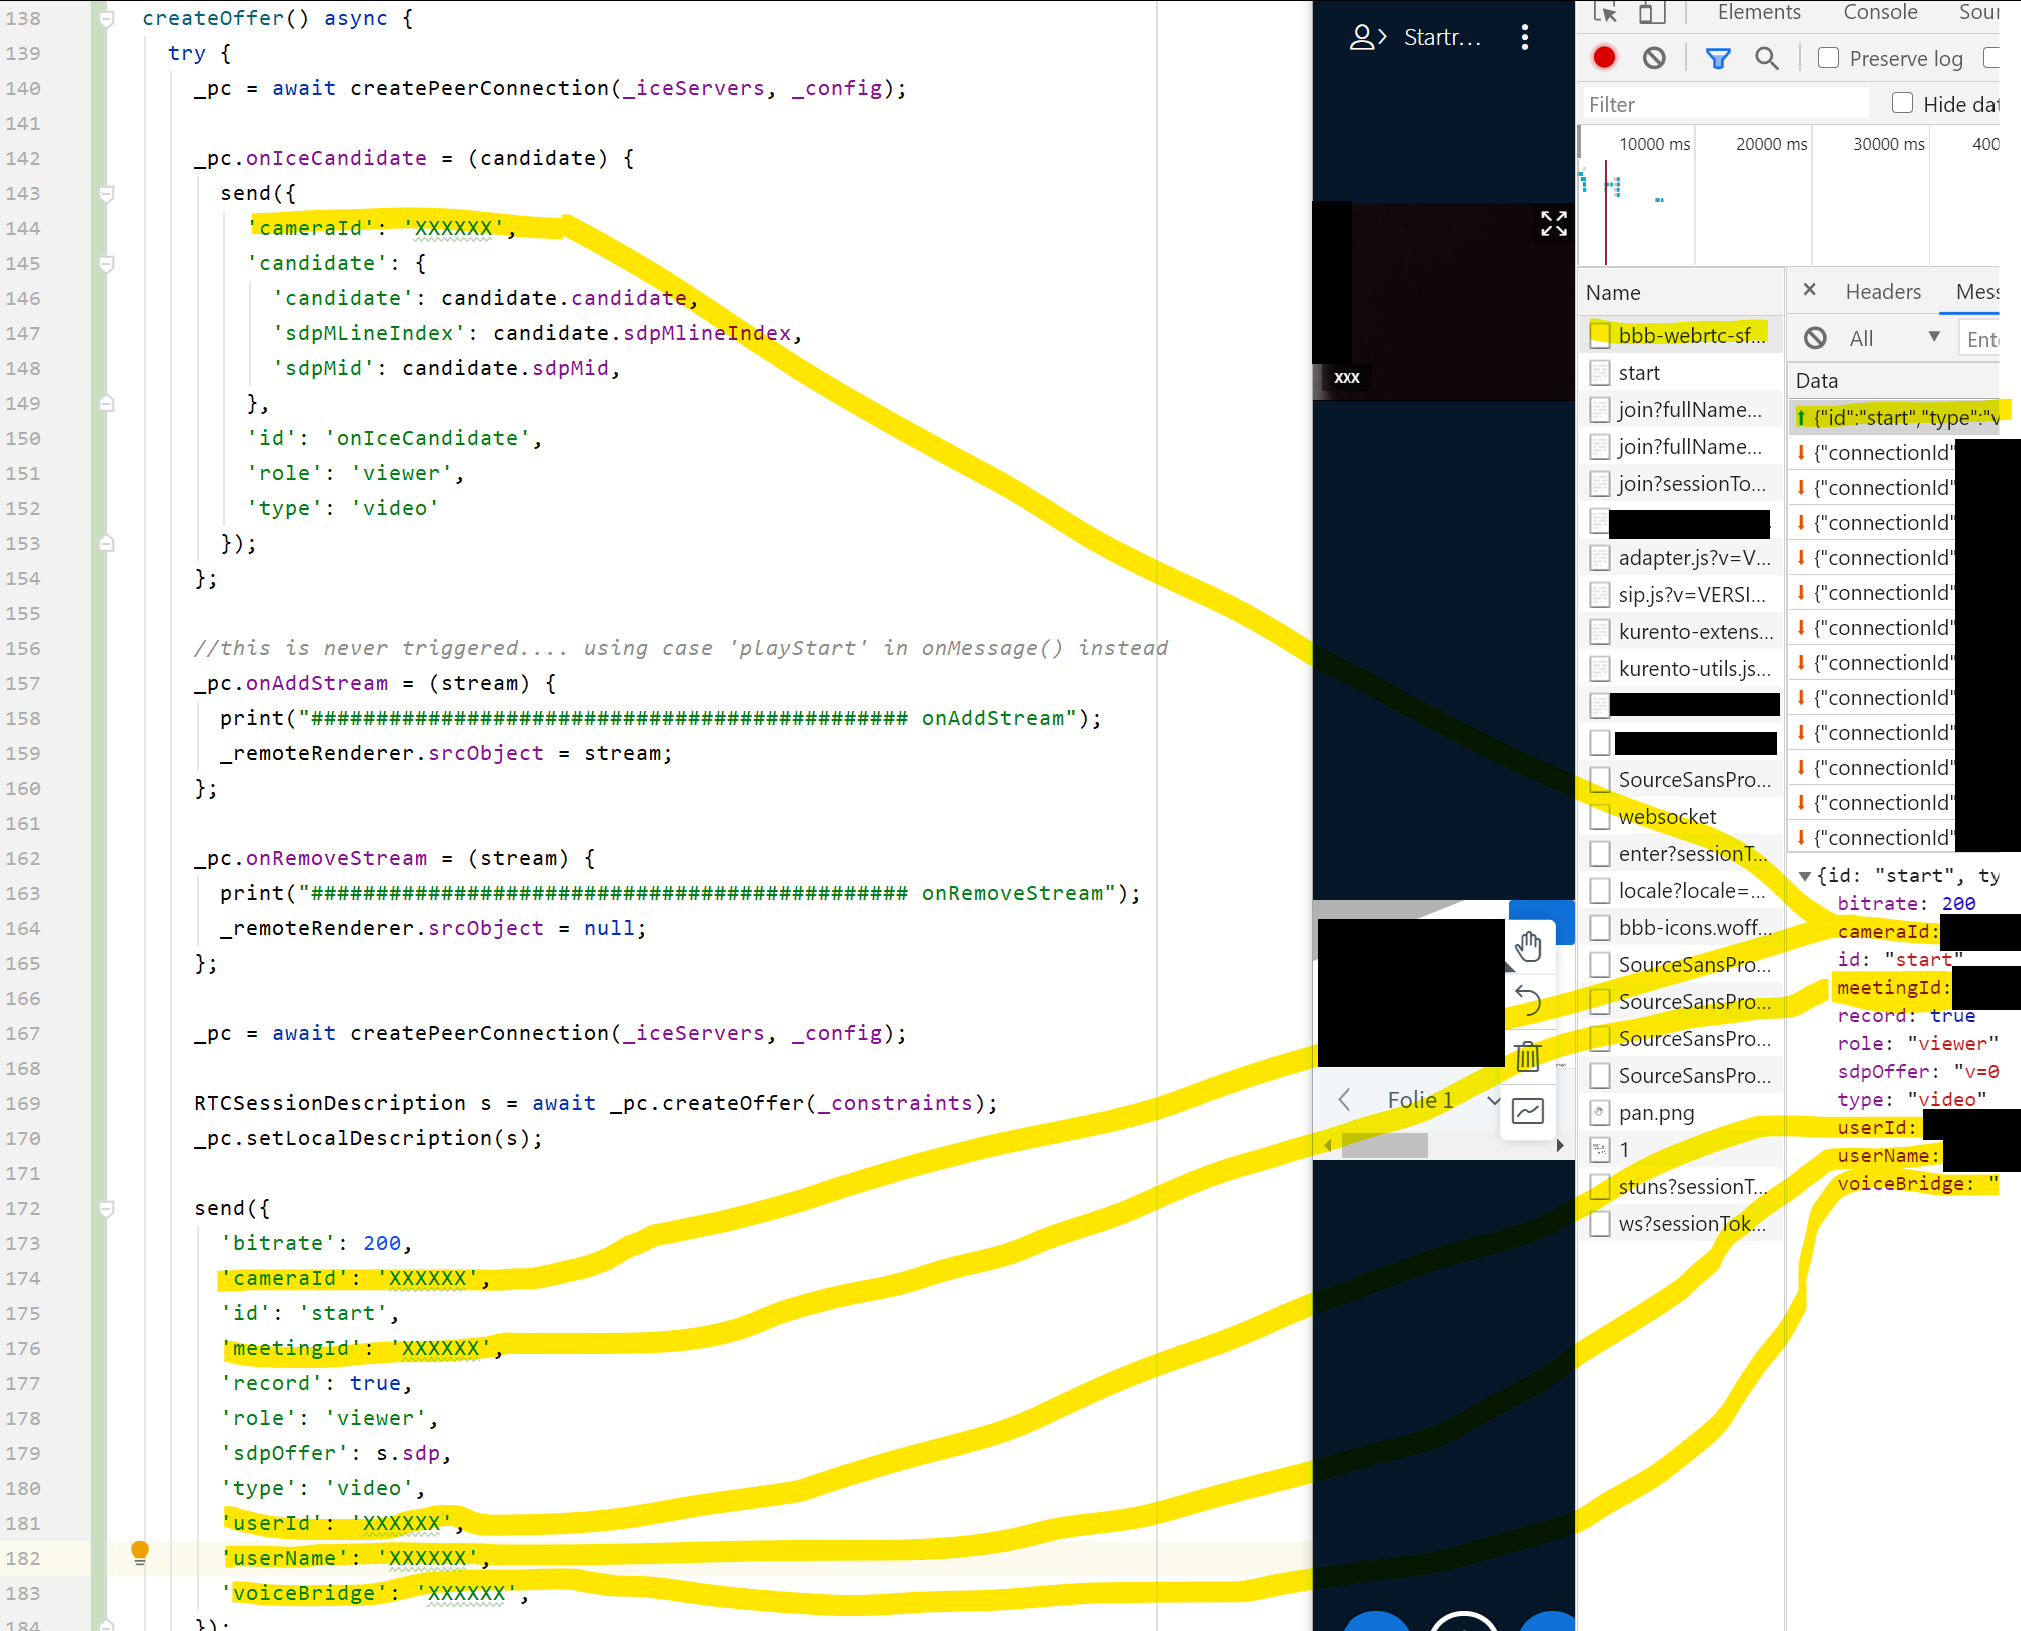 138 createOffer() async {
139 try {
140 _pc = await createPeerConnection(_iceServers, _config);
141
142 _pc.onIceCandidate = (candidate) {
143 send({
144 'cameraId': 'XXXXXX',
145 'candidate': {
146 'candidate': candidate.candidate,
147 'sdpMLineIndex': candidate.sdpMlineIndex,
148 'sdpMid': candidate.sdpMid,
149 },
150 'id': 'onIceCandidate',
151 'role': 'viewer',
152 'type': 'video'
153 });
154 };
155
156 //this is never triggered.... using case 'playStart' in onMessage() instead
157 _pc.onAddStream = (stream) {
158 print("############################################## onAddStream");
159 _remoteRenderer.srcObject = stream;
160 };
161
162 _pc.onRemoveStream = (stream) {
163 print("############################################## onRemoveStream");
164 _remoteRenderer.srcObject = null;
165 };
166
167 _pc = await createPeerConnection(_iceServers, _config);
168
169 RTCSessionDescription s = await _pc.createOffer(_constraints);
170 _pc.setLocalDescription(s);
171
172 send({
173 'bitrate': 200,
174 'cameraId': 'XXXXXX',
175 'id': 'start',
176 'meetingId': 'XXXXXX',
177 'record': true,
178 'role': 'viewer',
179 'sdpOffer': s.sdp,
180 'type': 'video',
181 'userId': 'XXXXXX',
182 'userName': 'XXXXXX',
183 'voiceBridge': 'XXXXXX',
184 });
Startr...
xxx
Folie 1
Elements Console Sour
Preserve log
Filter Hide dat
10000 ms 20000 ms 30000 ms 400
Name
bbb-webrtc-sf...
start
join?fullName...
join?fullName...
join?sessionTo...
adapter.js?v=V...
sip.js?v=VERSI...
kurento-extens...
kurento-utils.js...
SourceSansPro...
websocket
enter?sessionT...
locale?locale=...
bbb-icons.woff...
SourceSansPro...
SourceSansPro...
SourceSansPro...
SourceSansPro...
pan.png
1
stuns?sessionT...
ws?sessionTok...
Headers Mess
All Ente
Data
{"id":"start","type":"v
{"connectionId"
{"connectionId"
{"connectionId"
{"connectionId"
{"connectionId"
{"connectionId"
{"connectionId"
{"connectionId"
{"connectionId"
{"connectionId"
{"connectionId"
{"connectionId"
{id: "start", ty
bitrate: 200
cameraId:
id: "start"
meetingId:
record: true
role: "viewer"
sdpOffer: "v=0
type: "video"
userId:
userName:
voiceBridge: "